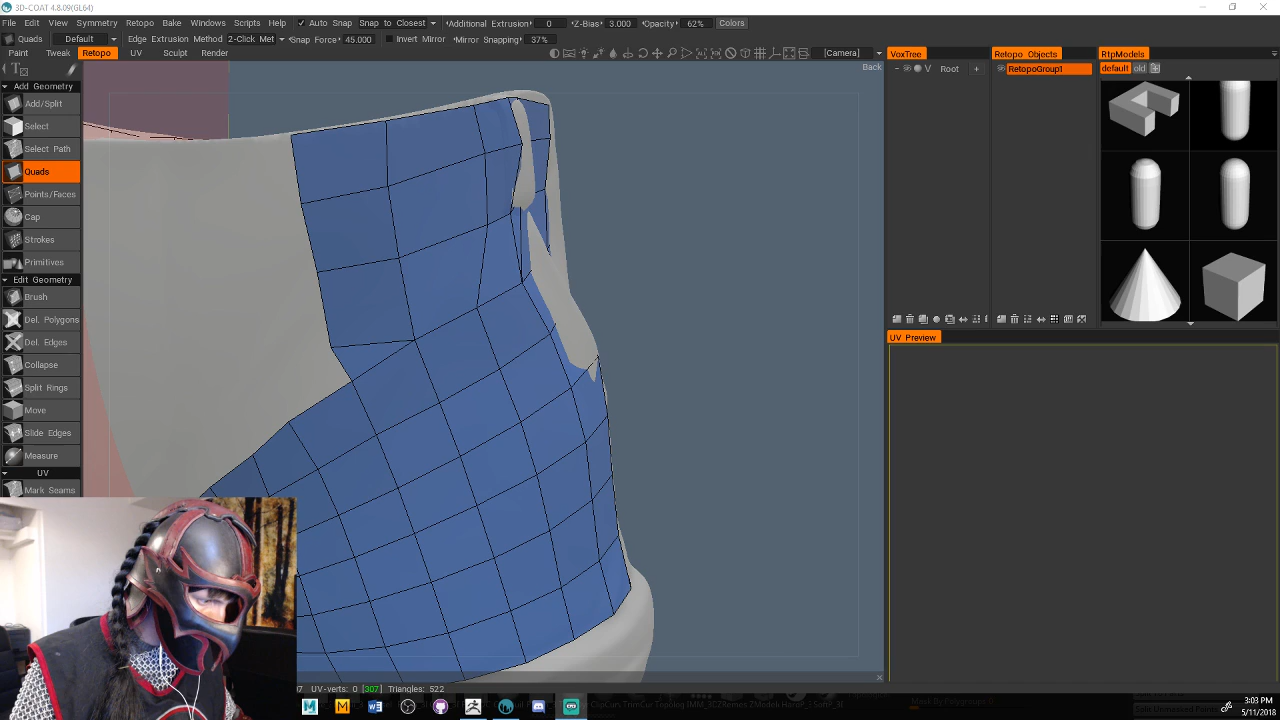 3D-COAT 4.8.09(GL64)
File Edit View Symmetry Retopo Bake Windows Scripts Help Auto Snap Snap to Closest Additional Extrusion 0 Z-Bias 3.000 Opacity 62% Colors
Quads Default Edge Extrusion Method 2-Click Met Snap Force 45.000 Invert Mirror Mirror Snapping 37%
Paint Tweak Retopo UV Sculpt Render [Camera] VoxTree Retopo Objects RtpModels
Back V Root + RetopoGroup1 default old
Add Geometry
Add/Split
Select
Select Path
Quads
Points/Faces
Cap
Strokes
Primitives
Edit Geometry
Brush
Del. Polygons
Del. Edges
Collapse
Split Rings
Move
Slide Edges
Measure
UV
Mark Seams
UV Preview
UV-verts: 0 [307] Triangles: 522
3:03 PM
5/11/2018